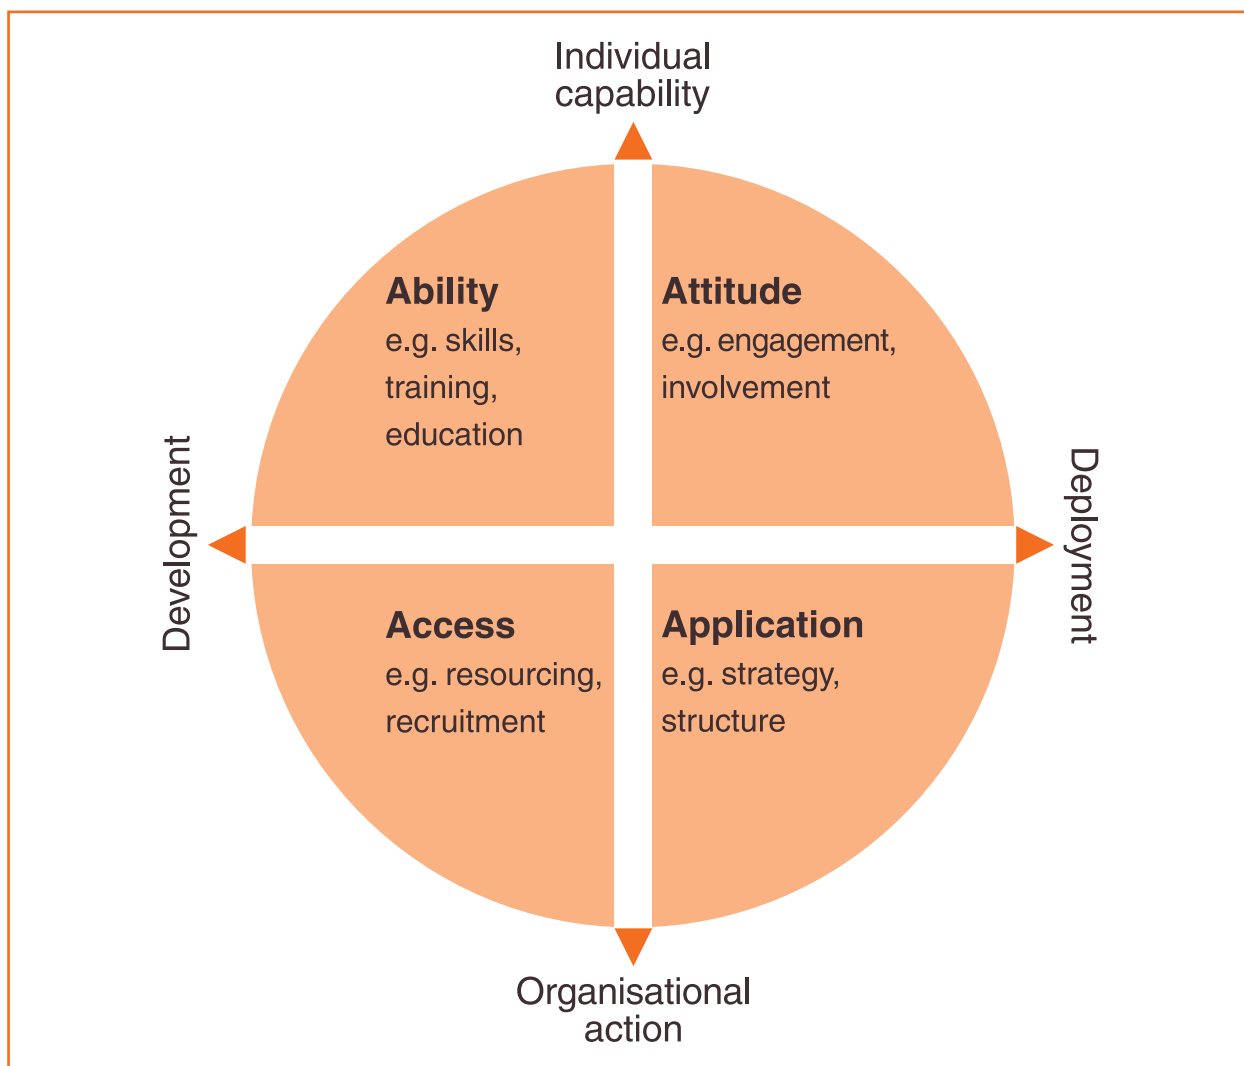 Individual
capability
Ability
e.g. skills,
training,
education
Attitude
e.g. engagement,
involvement
Development
Deployment
Access
e.g. resourcing,
recruitment
Application
e.g. strategy,
structure
Organisational
action